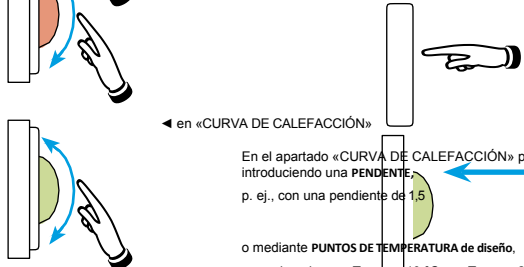 ◄ en «CURVA DE CALEFACCIÓN»
En el apartado «CURVA DE CALEFACCIÓN» p
introduciendo una PENDENTE,
p. ej., con una pendiente de 1,5
o mediante PUNTOS DE TEMPERATURA de diseño,